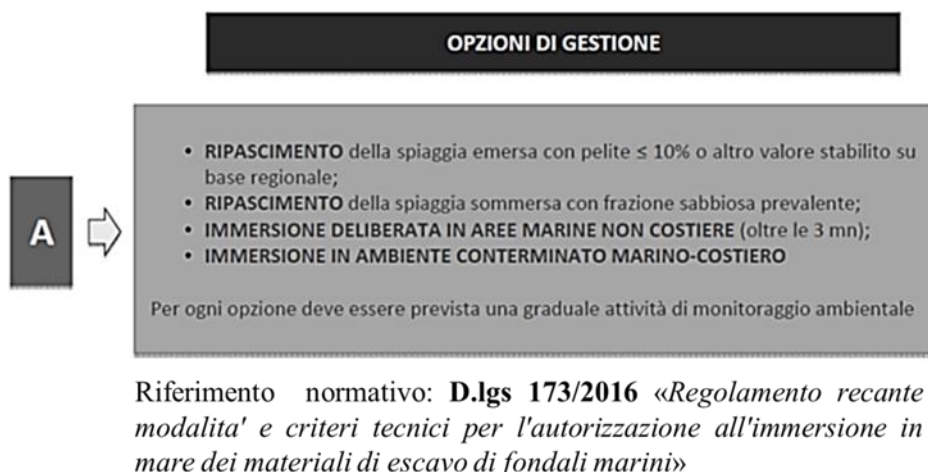 OPZIONI DI GESTIONE
• RIPASCIMENTO della spiaggia emersa con pelite ≤ 10% o altro valore stabilito su
base regionale;
• RIPASCIMENTO della spiaggia sommersa con frazione sabbiosa prevalente;
A
• IMMERSIONE DELIBERATA IN AREE MARINE NON COSTIERE (oltre le 3 mn);
• IMMERSIONE IN AMBIENTE CONTERMINATO MARINO-COSTIERO
Per ogni opzione deve essere prevista una graduale attività di monitoraggio ambientale
Riferimento normativo: D.lgs 173/2016 «Regolamento recante
modalita' e criteri tecnici per l'autorizzazione all'immersione in
mare dei materiali di escavo di fondali marini»